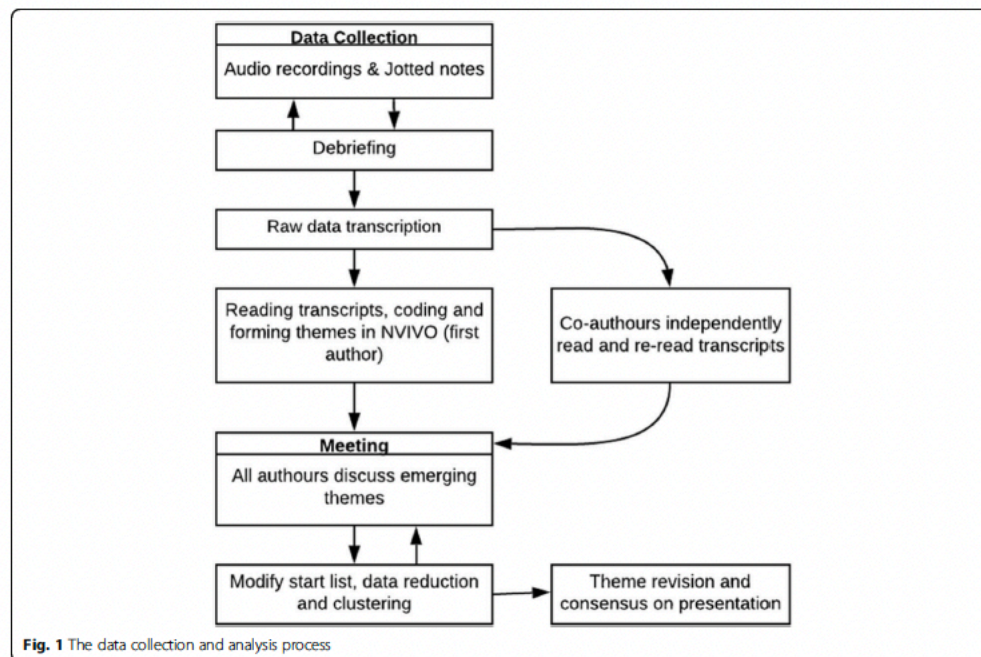 Data Collection
Audio recordings & Jotted notes
Debriefing
Raw data transcription
Reading transcripts, coding and
forming themes in NVIVO (first
author)
Co-authours independently
read and re-read transcripts
Meeting
All authours discuss emerging
themes
Modify start list, data reduction
and clustering
Theme revision and
consensus on presentation
Fig. 1 The data collection and analysis process